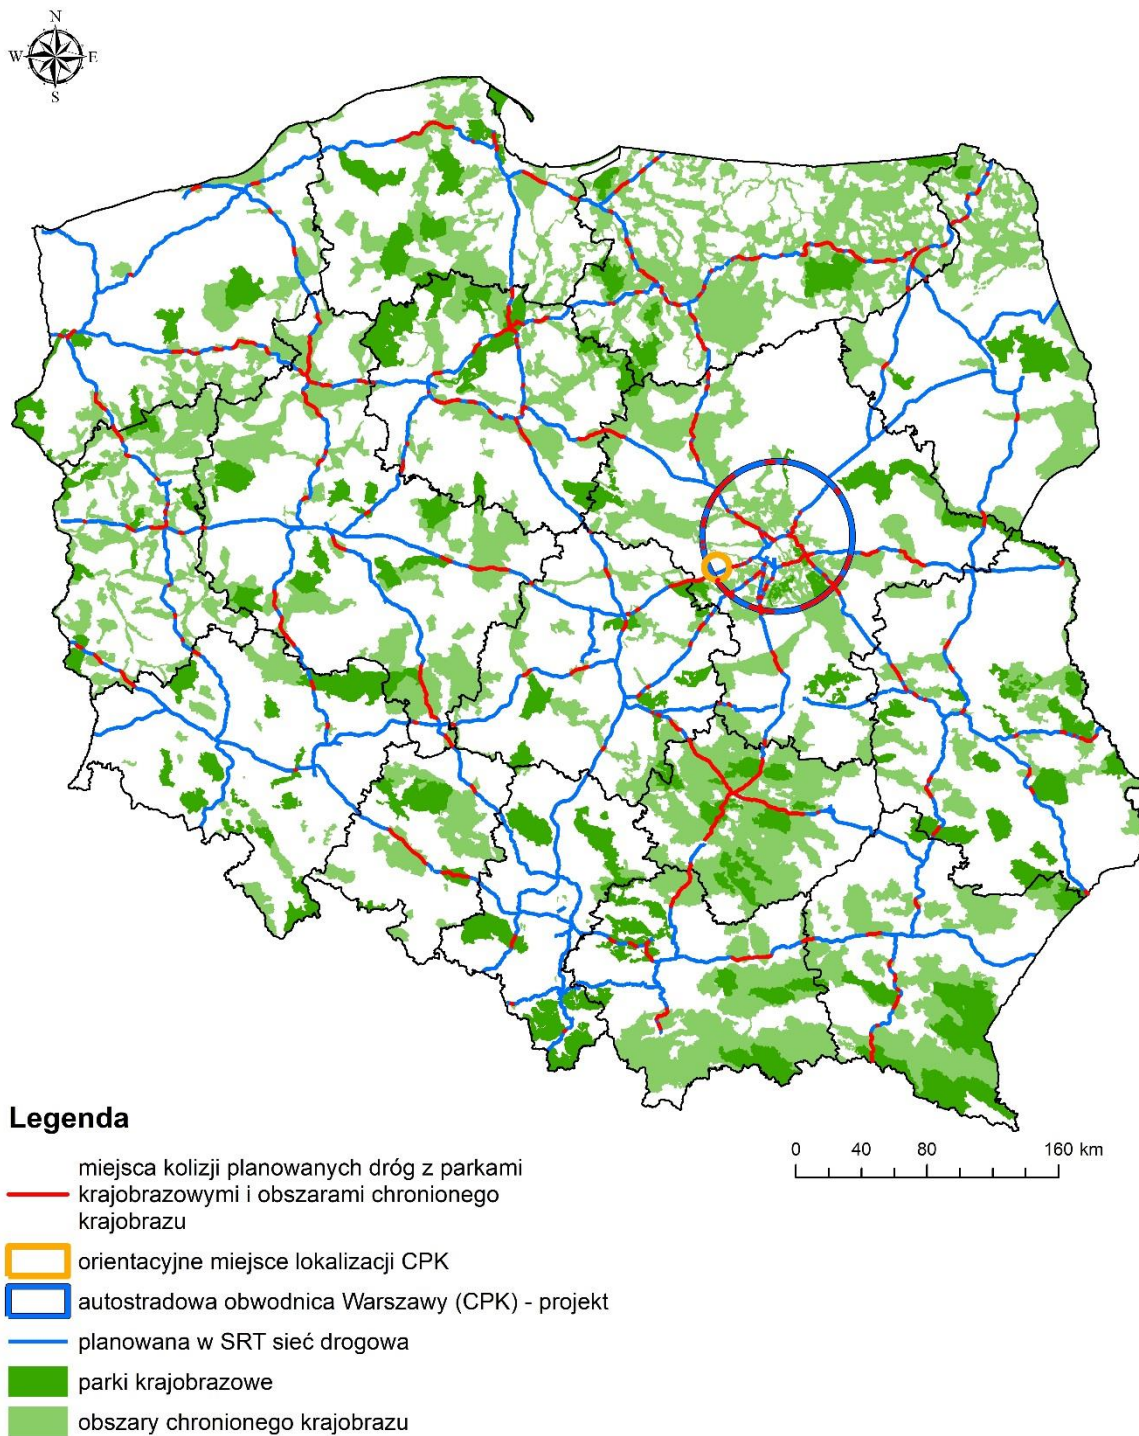 N
W E
S
Legenda
miejsca kolizji planowanych dróg z parkami
krajobrazowymi i obszarami chronionego
krajobrazu
orientacyjne miejsce lokalizacji CPK
autostradowa obwodnica Warszawy (CPK) - projekt
planowana w SRT sieć drogowa
parki krajobrazowe
obszary chronionego krajobrazu
0 40 80 160 km